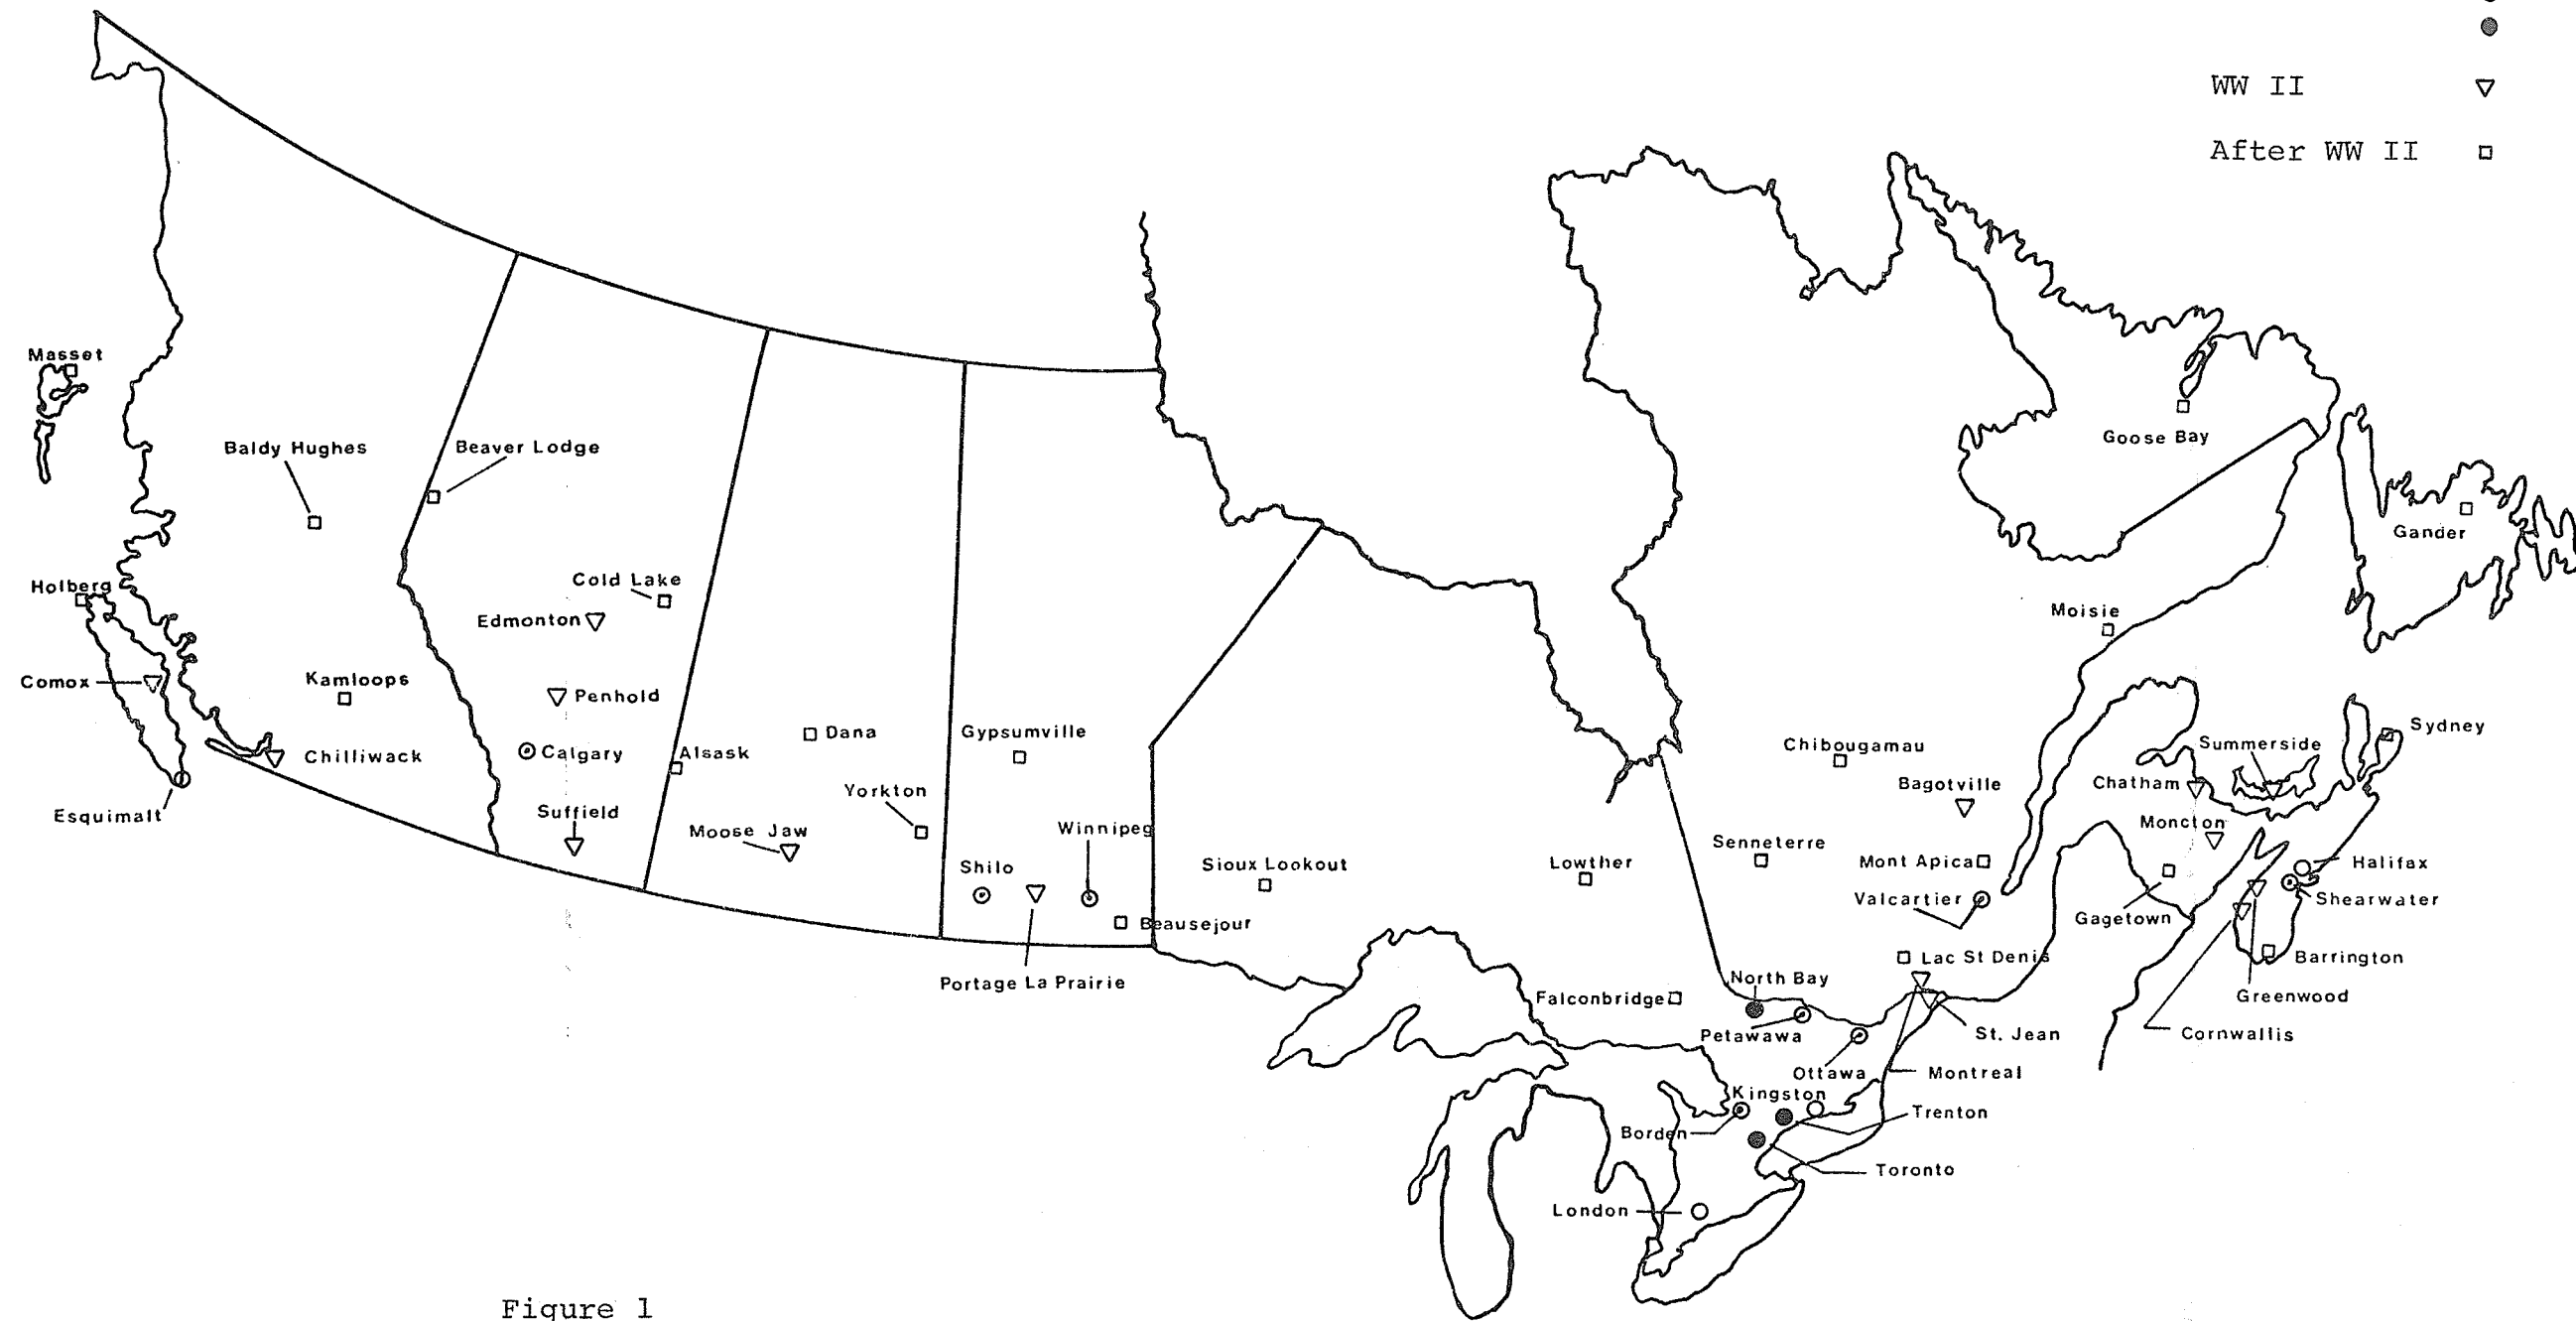 WW II
After WW II
Masset
Baldy Hughes
Beaver Lodge
Goose Bay
Gander
Holberg
Cold Lake
Edmonton
Moisie
Comox
Kamloops
Penhold
Chilliwack
Calgary
Alsask
Dana
Gypsumville
Chibougamau
Summerside
Sydney
Esquimalt
Suffield
Yorkton
Bagotville
Chatham
Moose Jaw
Winnipeg
Moncton
Shilo
Sioux Lookout
Lowther
Senneterre
Mont Apica
Halifax
Valcartier
Shearwater
Beausejour
Gagetown
Lac St Denis
Barrington
Portage La Prairie
North Bay
Falconbridge
Greenwood
Petawawa
St. Jean
Cornwallis
Ottawa
Montreal
Kingston
Trenton
Borden
Toronto
London
Figure 1